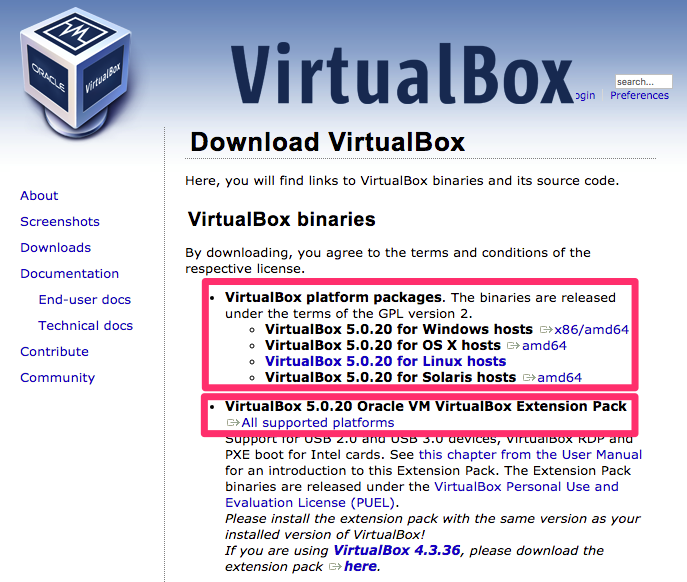 ORACLE
VirtualBox
VirtualBox
search...
ogin
Preferences
Download VirtualBox
Here, you will find links to VirtualBox binaries and its source code.
About
Screenshots
Downloads
Documentation
End-user docs
Technical docs
Contribute
Community
VirtualBox binaries
By downloading, you agree to the terms and conditions of the
respective license.
• VirtualBox platform packages. The binaries are released
under the terms of the GPL version 2.
◦ VirtualBox 5.0.20 for Windows hosts x86/amd64
◦ VirtualBox 5.0.20 for OS X hosts amd64
◦ VirtualBox 5.0.20 for Linux hosts
◦ VirtualBox 5.0.20 for Solaris hosts amd64
• VirtualBox 5.0.20 Oracle VM VirtualBox Extension Pack
All supported platforms
Support for USB 2.0 and USB 3.0 devices, VirtualBox RDP and
PXE boot for Intel cards. See this chapter from the User Manual
for an introduction to this Extension Pack. The Extension Pack
binaries are released under the VirtualBox Personal Use and
Evaluation License (PUEL).
Please install the extension pack with the same version as your
installed version of VirtualBox!
If you are using VirtualBox 4.3.36, please download the
extension pack here.